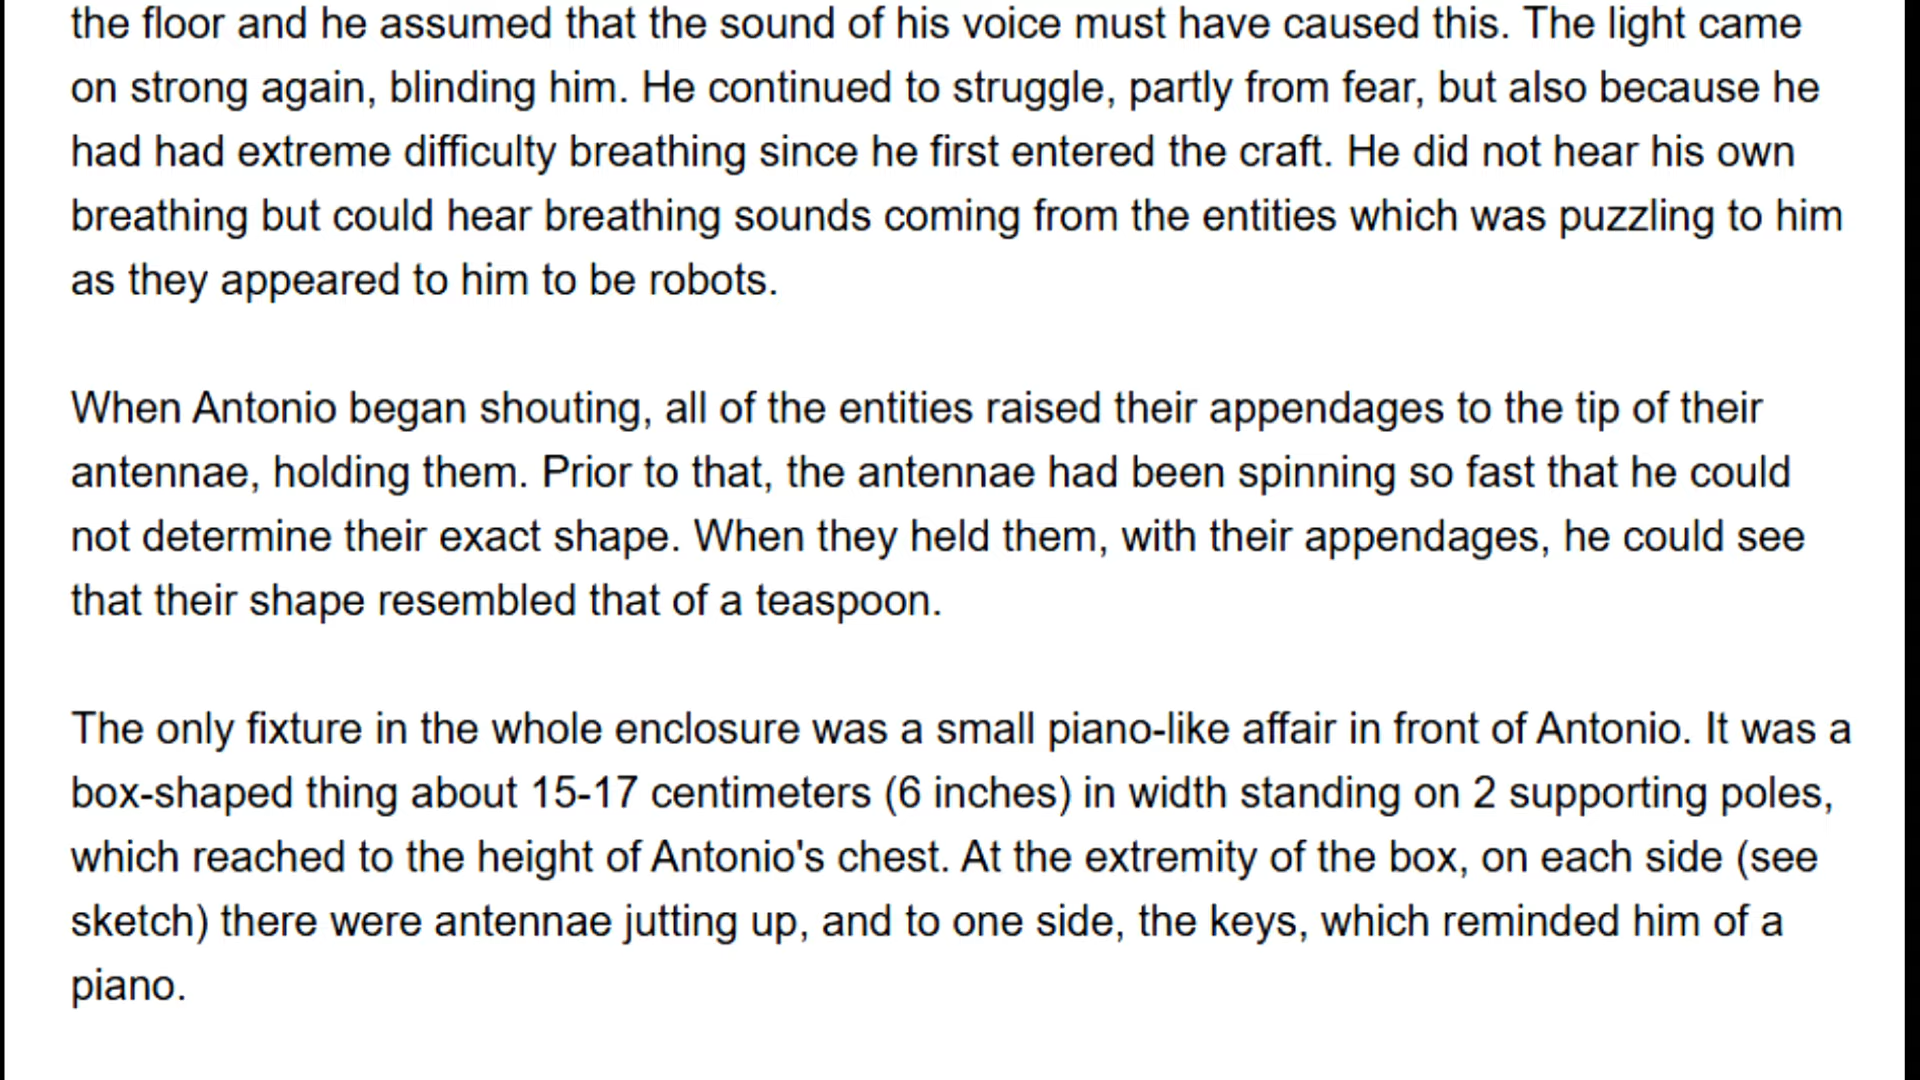 the floor and he assumed that the sound of his voice must have caused this. The light came
on strong again, blinding him. He continued to struggle, partly from fear, but also because he
had had extreme difficulty breathing since he first entered the craft. He did not hear his own
breathing but could hear breathing sounds coming from the entities which was puzzling to him
as they appeared to him to be robots.
When Antonio began shouting, all of the entities raised their appendages to the tip of their
antennae, holding them. Prior to that, the antennae had been spinning so fast that he could
not determine their exact shape. When they held them, with their appendages, he could see
that their shape resembled that of a teaspoon.
The only fixture in the whole enclosure was a small piano-like affair in front of Antonio. It was a
box-shaped thing about 15-17 centimeters (6 inches) in width standing on 2 supporting poles,
which reached to the height of Antonio's chest. At the extremity of the box, on each side (see
sketch) there were antennae jutting up, and to one side, the keys, which reminded him of a
piano.